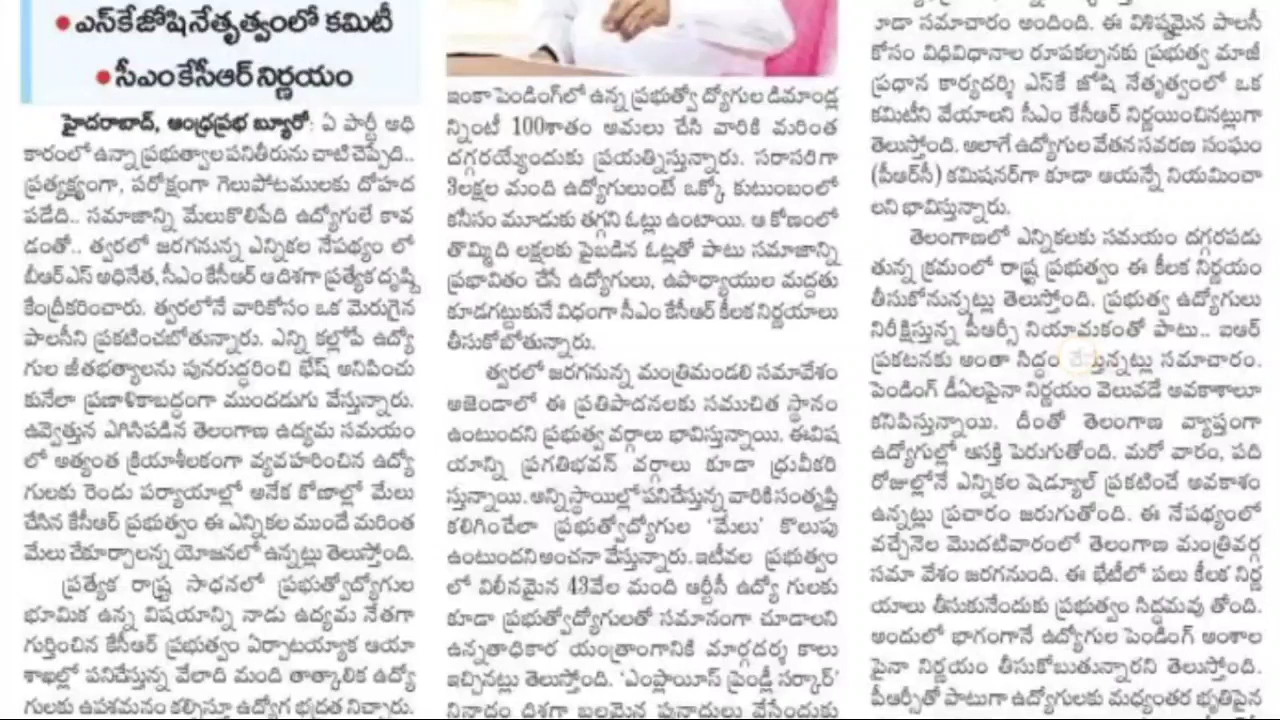 • ఎస్‌కే జోషి నేతృత్వంలో కమిటీ
• సీఎం కేసీఆర్ నిర్ణయం
హైదరాబాద్, ఆంధ్రప్రభ బ్యూరో: ఏ పార్టీ అధి
కారంలో ఉన్నా ప్రభుత్వాల పనితీరును చాటి చెప్పేది..
ప్రత్యక్ష్యంగా, పరోక్షంగా గెలుపోటములకు దోహద
పడేది.. సమాజాన్ని మేలుకొలిపేది ఉద్యోగులే కావ
డంతో.. త్వరలో జరగనున్న ఎన్నికల నేపథ్యం లో
బీఆర్ఎస్ అధినేత, సీఎం కేసీఆర్ ఆ దిశగా ప్రత్యేక దృష్టి
కేంద్రీకరించారు. త్వరలోనే వారికోసం ఒక మెరుగైన
పాలసీని ప్రకటించబోతున్నారు. ఎన్ని కల్లోపే ఉద్యో
గుల జీతభత్యాలను పునరుద్ధరించి భేష్ అనిపించు
కునేలా ప్రణాళికాబద్ధంగా ముందడుగు వేస్తున్నారు.
ఉవ్వెత్తున ఎగిసిపడిన తెలంగాణ ఉద్యమ సమయం
లో అత్యంత క్రియాశీలకంగా వ్యవహరించిన ఉద్యో
గులకు రెండు పర్యాయాల్లో అనేక కోణాల్లో మేలు
చేసిన కేసీఆర్ ప్రభుత్వం ఈ ఎన్నికల ముందే మరింత
మేలు చేకూర్చాలన్న యోజనలో ఉన్నట్లు తెలుస్తోంది.
ప్రత్యేక రాష్ట్ర సాధనలో ప్రభుత్వోద్యోగుల
భూమిక ఉన్న విషయాన్ని నాడు ఉద్యమ నేతగా
గుర్తించిన కేసీఆర్ ప్రభుత్వం ఏర్పాటయ్యాక ఆయా
శాఖల్లో పనిచేస్తున్న వేలాది మంది తాత్కాలిక ఉద్యో
గులకు ఉపశమనం కల్పిస్తూ ఉద్యోగ భద్రత నిచ్చారు.
ఇంకా పెండింగ్‌లో ఉన్న ప్రభుత్వో ద్యోగుల డిమాండ్ల
న్నింటీ 100శాతం అమలు చేసి వారికి మరింత
దగ్గరయ్యేందుకు ప్రయత్నిస్తున్నారు. సరాసరి గా
3లక్షల మంది ఉద్యోగులుంటే ఒక్కో కుటుంబంలో
కనీసం మూడుకు తగ్గని ఓట్లు ఉంటాయి. ఆ కోణంలో
తొమ్మిది లక్షలకు పైబడిన ఓట్లతో పాటు సమాజాన్ని
ప్రభావితం చేసే ఉద్యోగులు, ఉపాధ్యాయుల మద్దతు
కూడగట్టుకునే విధంగా సీఎం కేసీఆర్ కీలక నిర్ణయాలు
తీసుకోబోతున్నారు.
త్వరలో జరగనున్న మంత్రిమండలి సమావేశం
అజెండాలో ఈ ప్రతిపాదనలకు సముచిత స్థానం
ఉంటుందని ప్రభుత్వ వర్గాలు భావిస్తున్నాయి. ఈవిష
యాన్ని ప్రగతిభవన్ వర్గాలు కూడా ధ్రువీకరి
స్తున్నాయి. అన్ని స్థాయిల్లో పనిచేస్తున్న వారికి సంతృప్తి
కలిగించేలా ప్రభుత్వోద్యోగుల ‘మేలు’ కొలుపు
ఉంటుందని అంచనా వేస్తున్నారు. ఇటీవల ప్రభుత్వం
లో విలీనమైన 43వేల మంది ఆర్టీసీ ఉద్యో గులకు
కూడా ప్రభుత్వోద్యోగులతో సమానంగా చూడాలని
ఉన్నతాధికార యంత్రాంగానికి మార్గదర్శ కాలు
ఇచ్చినట్లు తెలుస్తోంది. ‘ఎంప్లాయీస్ ఫ్రెండ్లీ సర్కార్’
నినాదం దిశగా బలమైన పునాదులు వేసేందుకు
ూడా సమాచారం అందింది. ఈ విశిష్టమైన పాలసీ
కోసం విధివిధానాల రూపకల్పనకు ప్రభుత్వ మాజీ
ప్రధాన కార్యదర్శి ఎస్‌కే జోషి నేతృత్వంలో ఒక
కమిటీని వేయాలని సీఎం కేసీఆర్ నిర్ణయించినట్లుగా
తెలుస్తోంది. అలాగే ఉద్యోగుల వేతన సవరణ సంఘం
(పీఆర్‌సీ) కమిషనర్‌గా కూడా ఆయన్నే నియమించా
లని భావిస్తున్నారు.
తెలంగాణలో ఎన్నికలకు సమయం దగ్గరపడు
తున్న క్రమంలో రాష్ట్ర ప్రభుత్వం ఈ కీలక నిర్ణయం
తీసుకోనున్నట్లు తెలుస్తోంది. ప్రభుత్వ ఉద్యోగులు
నిరీక్షిస్తున్న పీఆర్సీ నియామకంతో పాటు.. ఐఆర్
ప్రకటనకు అంతా సిద్ధం చేస్తున్నట్లు సమాచారం.
పెండింగ్ డీఏలపైనా నిర్ణయం వెలువడే అవకాశాలూ
కనిపిస్తున్నాయి. దీంతో తెలంగాణ వ్యాప్తంగా
ఉద్యోగుల్లో ఆసక్తి పెరుగుతోంది. మరో వారం, పది
రోజుల్లోనే ఎన్నికల షెడ్యూల్ ప్రకటించే అవకాశం
ఉన్నట్లు ప్రచారం జరుగుతోంది. ఈ నేపథ్యంలో
వచ్చేనెల మొదటివారంలో తెలంగాణ మంత్రివర్గ
సమా వేశం జరగనుంది. ఈ భేటీలో పలు కీలక నిర్ణ
యాలు తీసుకునేందుకు ప్రభుత్వం సిద్ధమవు తోంది.
అందులో భాగంగానే ఉద్యోగుల పెండింగ్ అంశాల
పైనా నిర్ణయం తీసుకోబుతున్నారని తెలుస్తోంది.
పీఆర్సీతో పాటుగా ఉద్యోగులకు మధ్యంతర భృతిపైన